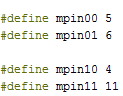 #define mpin00 5
#define mpin01 6
#define mpin10 4
#define mpin11 11